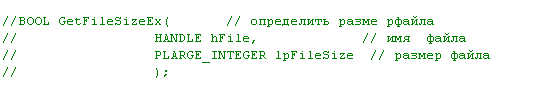 //BOOL GetFileSizeEx( // определить разме рфайла
// HANDLE hFile, // имя файла
// PLARGE_INTEGER lpFileSize // размер файла
// );